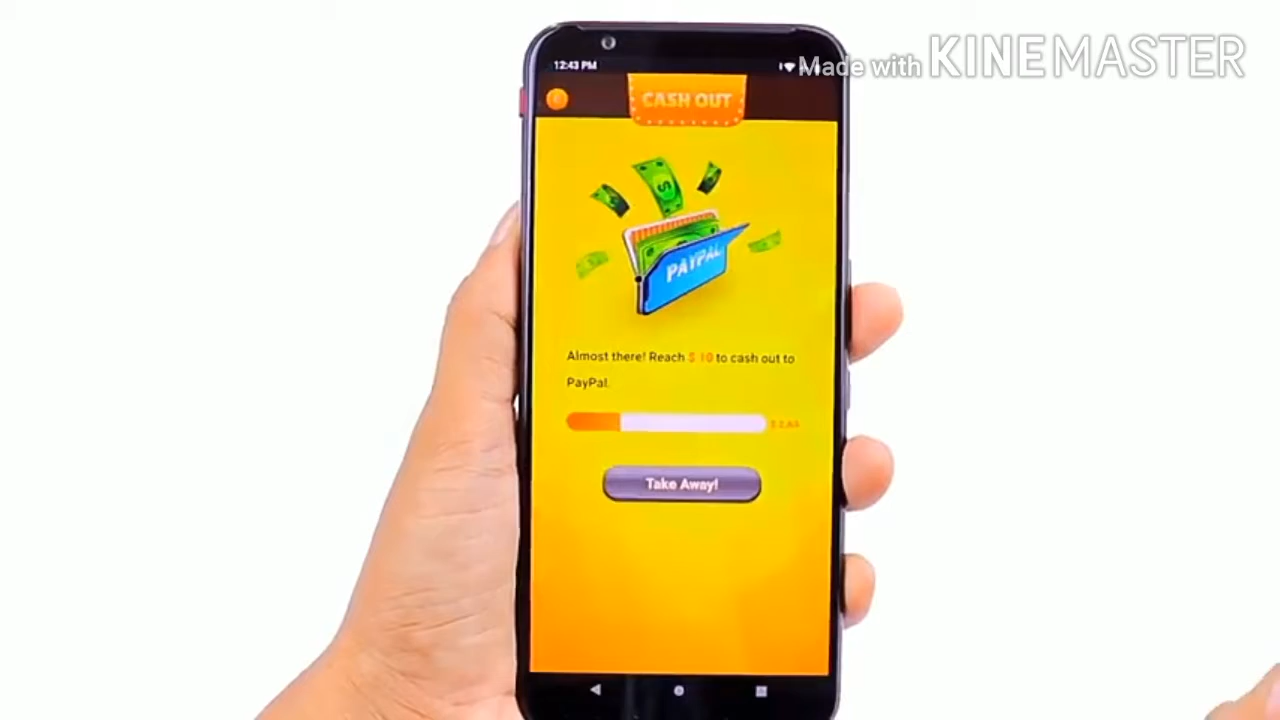 Made with KINEMASTER
12:43 PM
CASH OUT
PAYPAL
Almost there! Reach $ 10 to cash out to
PayPal.
Take Away!